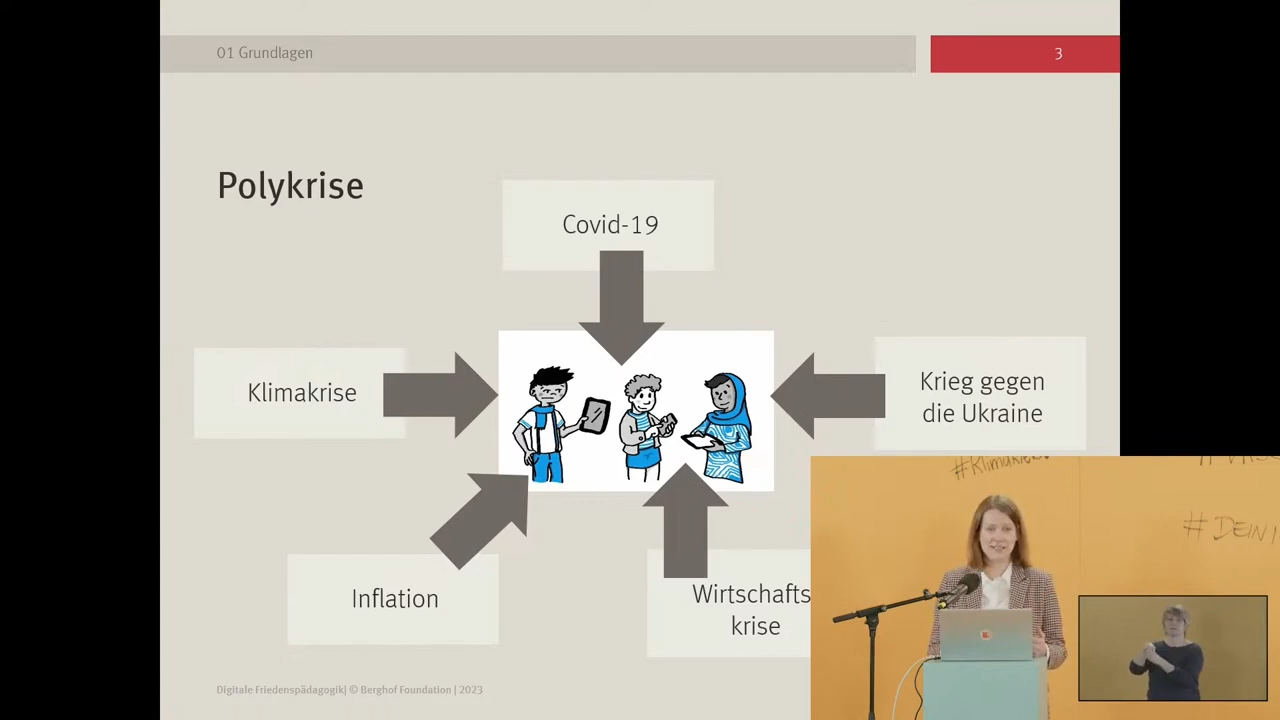 01 Grundlagen
3
Polykrise
Covid-19
Klimakrise
Krieg gegen
die Ukraine
Inflation
Wirtschafts
krise
# DEIN
Digitale Friedenspädagogik| © Berghof Foundation | 2023